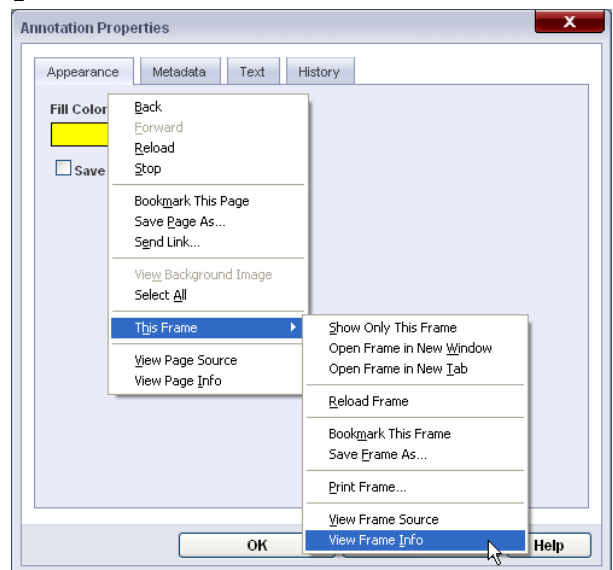 Annotation Properties
X
Appearance Metadata Text History
Fill Color
Save
Back
Forward
Reload
Stop
Bookmark This Page
Save Page As...
Send Link...
View Background Image
Select All
This Frame
View Page Source
View Page Info
Show Only This Frame
Open Frame in New Window
Open Frame in New Tab
Reload Frame
Bookmark This Frame
Save Frame As...
Print Frame...
View Frame Source
View Frame Info
OK
Help